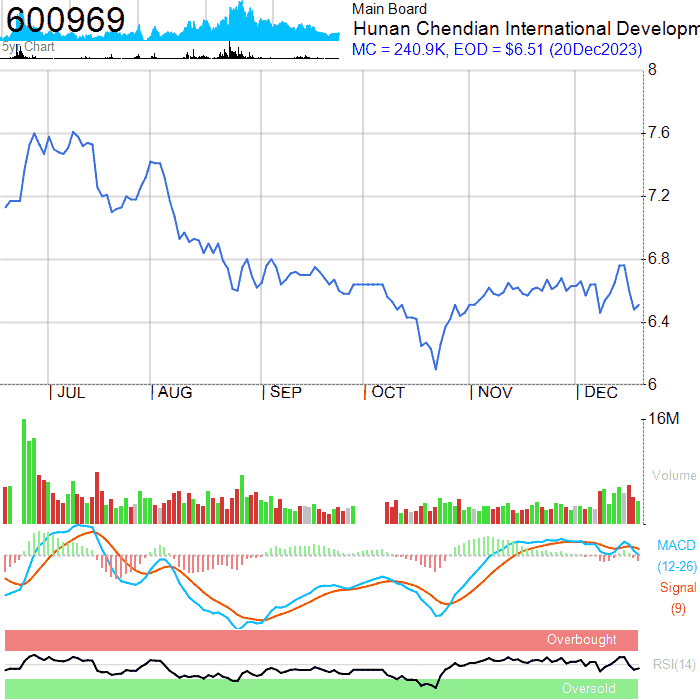 600969
5yr Chart
Main Board
Hunan Chendian International Developm
MC = 240.9K, EOD = $6.51 (20Dec2023)
8
7.6
7.2
6.8
6.4
6
JUL
AUG
SEP
OCT
NOV
DEC
16M
Volume
MACD
(12-26)
Signal
(9)
Overbought
RSI(14)
Oversold